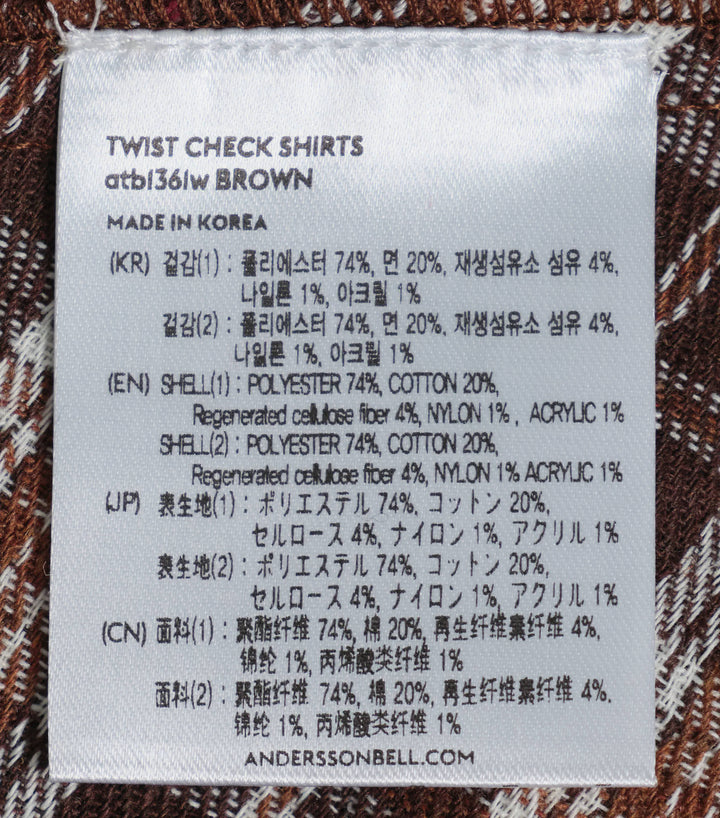 TWIST CHECK SHIRTS
atb1361w BROWN
MADE IN KOREA
(KR) 겉감(1) : 폴리에스터 74%, 면 20%, 재생섬유소 섬유 4%,
나일론 1%, 아크릴 1%
겉감(2) : 폴리에스터 74%, 면 20%, 재생섬유소 섬유 4%,
나일론 1%, 아크릴 1%
(EN) SHELL(1) : POLYESTER 74%, COTTON 20%,
Regenerated cellulose fiber 4%, NYLON 1% , ACRYLIC 1%
SHELL(2) : POLYESTER 74%, COTTON 20%,
Regenerated cellulose fiber 4%, NYLON 1% ACRYLIC 1%
(JP) 表生地(1) : ポリエステル 74%, コットン 20%,
セルロース 4%, ナイロン 1%, アクリル 1%
表生地(2) : ポリエステル 74%, コットン 20%,
セルロース 4%, ナイロン 1%, アクリル 1%
(CN) 面料(1) : 聚酯纤维 74%, 棉 20%, 再生纤维素纤维 4%,
锦纶 1%, 丙烯酸类纤维 1%
面料(2) : 聚酯纤维 74%, 棉 20%, 再生纤维素纤维 4%,
锦纶 1%, 丙烯酸类纤维 1%
ANDERSSONBELL.COM